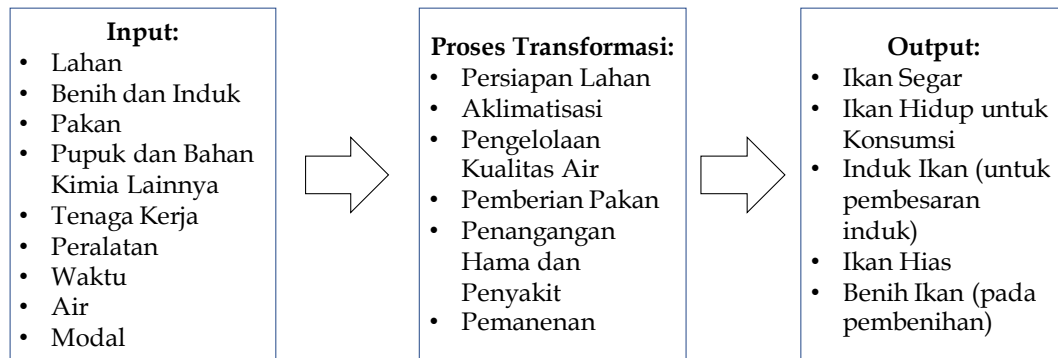 Input:
• Lahan
• Benih dan Induk
• Pakan
• Pupuk dan Bahan
Kimia Lainnya
• Tenaga Kerja
• Peralatan
• Waktu
• Air
• Modal
Proses Transformasi:
• Persiapan Lahan
• Aklimatisasi
• Pengelolaan
Kualitas Air
• Pemberian Pakan
• Penangangan
Hama dan
Penyakit
• Pemanenan
Output:
• Ikan Segar
• Ikan Hidup untuk
Konsumsi
• Induk Ikan (untuk
pembesaran
induk)
• Ikan Hias
• Benih Ikan (pada
pembenihan)